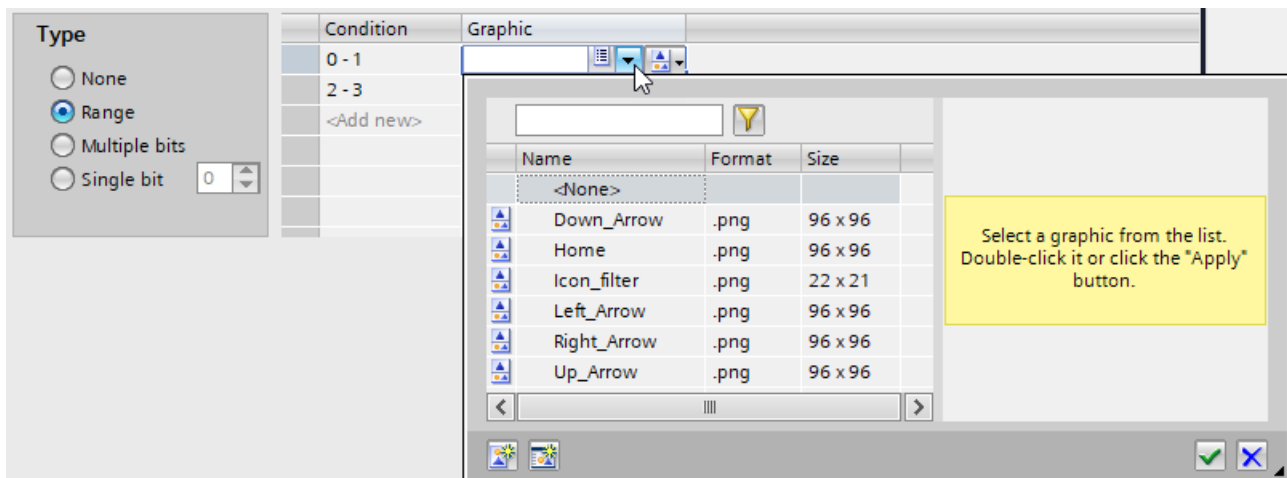 Type
None
Range
Multiple bits
Single bit 0
Condition Graphic
0 - 1
2 - 3
<Add new>
Name Format Size
<None>
Down_Arrow .png 96 x 96
Home .png 96 x 96
Icon_filter .png 22 x 21
Left_Arrow .png 96 x 96
Right_Arrow .png 96 x 96
Up_Arrow .png 96 x 96
Select a graphic from the list.
Double-click it or click the "Apply"
button.